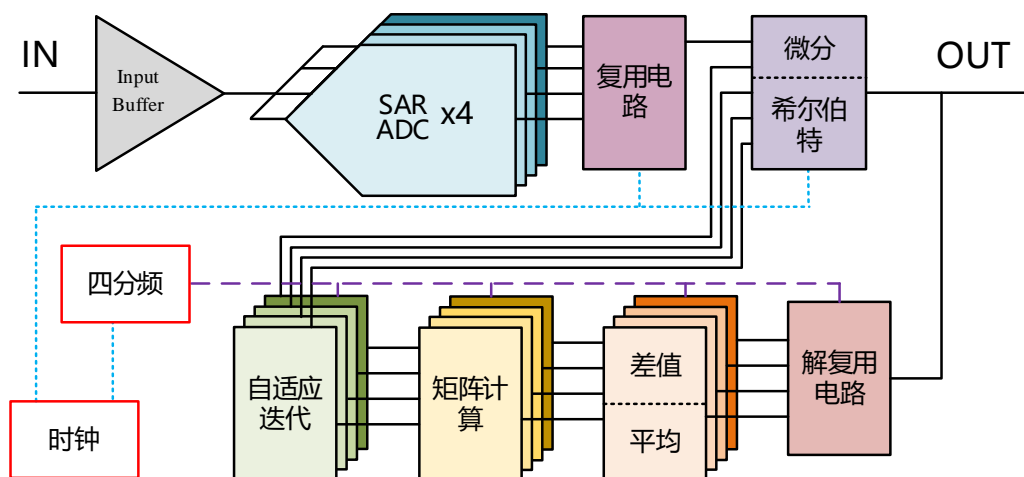 IN
Input
Buffer
SAR
ADC
x4
复用电
路
微分
希尔伯
特
OUT
四分频
时钟
自适应
迭代
矩阵计
算
差值
平均
解复用
电路